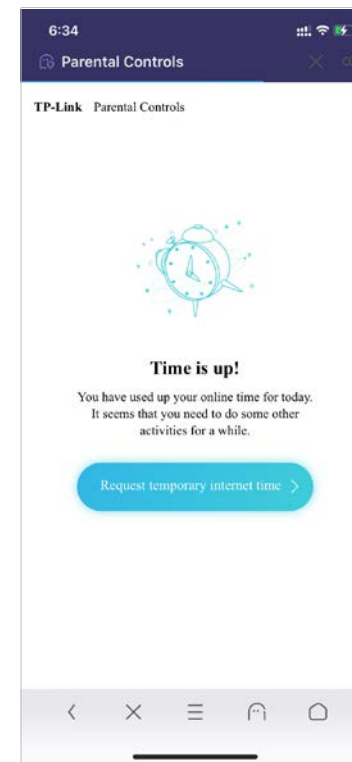 6:34
Parental Controls
TP-Link Parental Controls
Time is up!
You have used up your online time for today.
It seems that you need to do some other
activities for a while.
Request temporary internet time